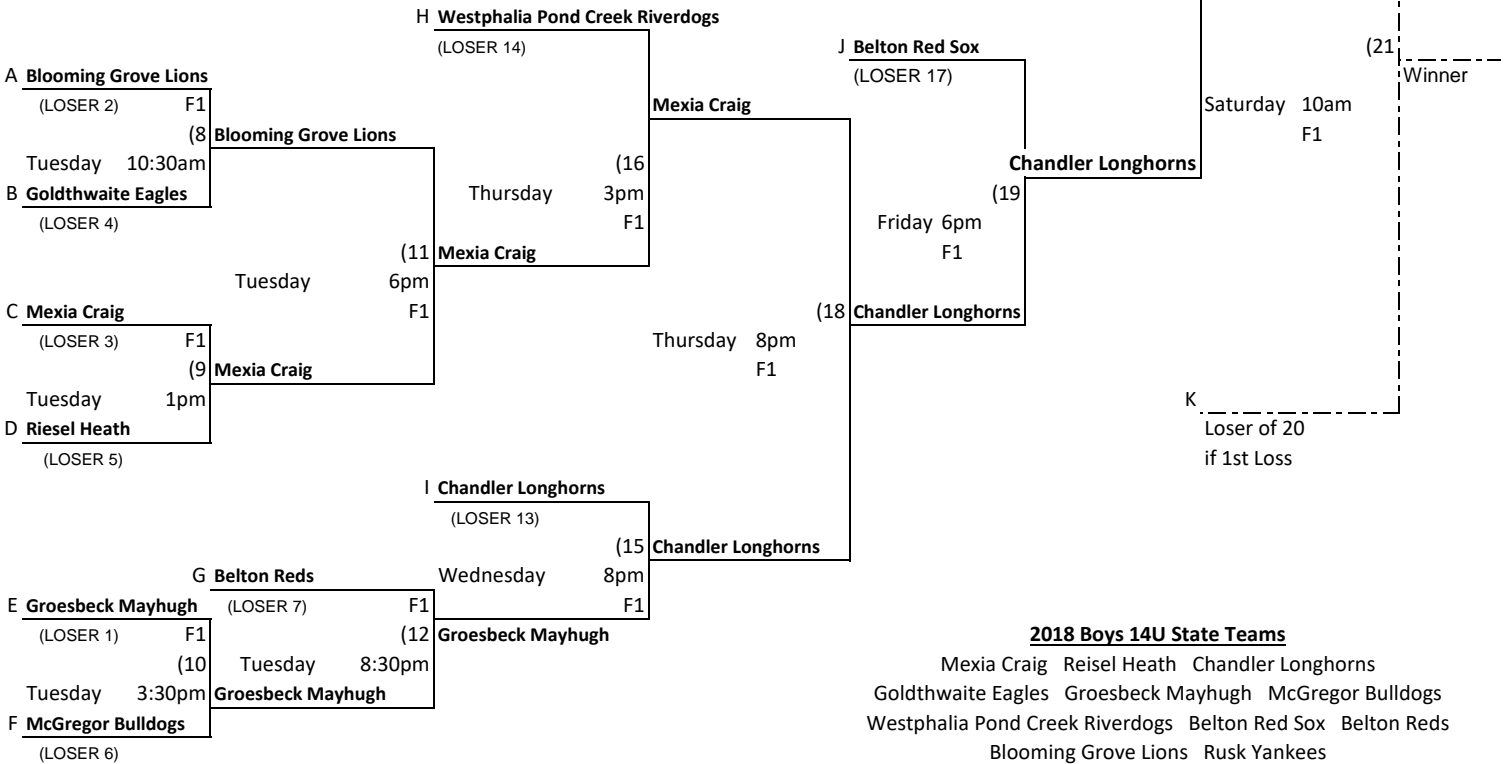 H Westphalia Pond Creek Riverdogs
(LOSER 14)
J Belton Red Sox
(21
A Blooming Grove Lions
(LOSER 17)
Winner
(LOSER 2) F1
Mexia Craig
Saturday 10am
(8 Blooming Grove Lions
F1
Tuesday 10:30am
(16
Chandler Longhorns
B Goldthwaite Eagles
Thursday 3pm
(19
(LOSER 4)
F1
Friday 6pm
(11 Mexia Craig
F1
Tuesday 6pm
C Mexia Craig
F1
(18 Chandler Longhorns
(LOSER 3) F1
Thursday 8pm
(9 Mexia Craig
F1
Tuesday 1pm
K
D Riesel Heath
Loser of 20
(LOSER 5)
if 1st Loss
I Chandler Longhorns
(LOSER 13)
(15 Chandler Longhorns
G Belton Reds
Wednesday 8pm
E Groesbeck Mayhugh
(LOSER 7) F1
F1
(LOSER 1) F1
(12 Groesbeck Mayhugh
2018 Boys 14U State Teams
(10
Tuesday 8:30pm
Mexia Craig Reisel Heath Chandler Longhorns
Tuesday 3:30pm
Groesbeck Mayhugh
Goldthwaite Eagles Groesbeck Mayhugh McGregor Bulldogs
F McGregor Bulldogs
Westphalia Pond Creek Riverdogs Belton Red Sox Belton Reds
(LOSER 6)
Blooming Grove Lions Rusk Yankees